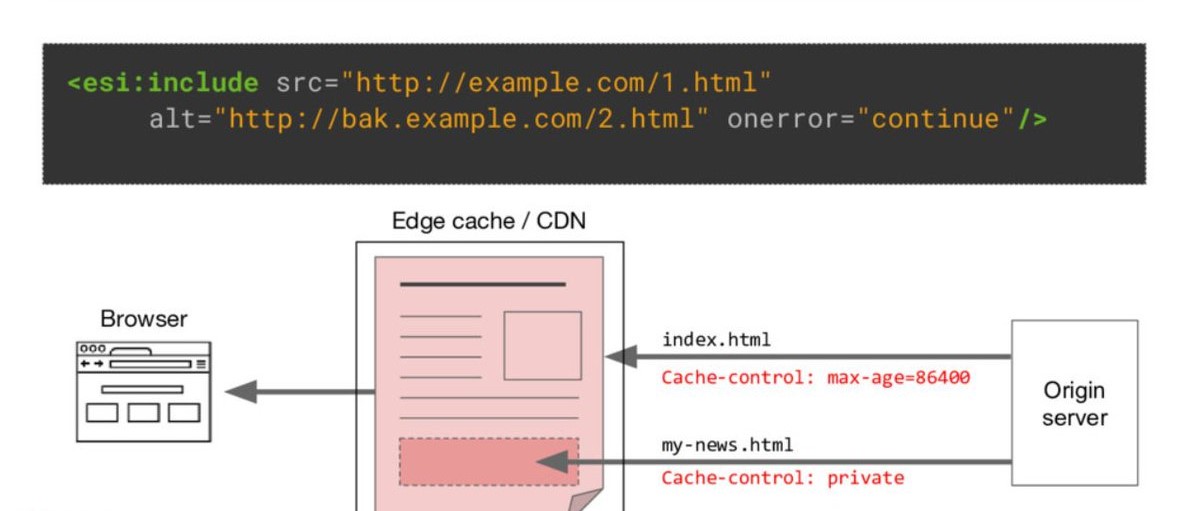 <esi:include src="http://example.com/1.html"
alt="http://bak.example.com/2.html" onerror="continue"/>
Edge cache / CDN
Browser
index.html
Cache-control: max-age=86400
Origin
server
my-news.html
Cache-control: private